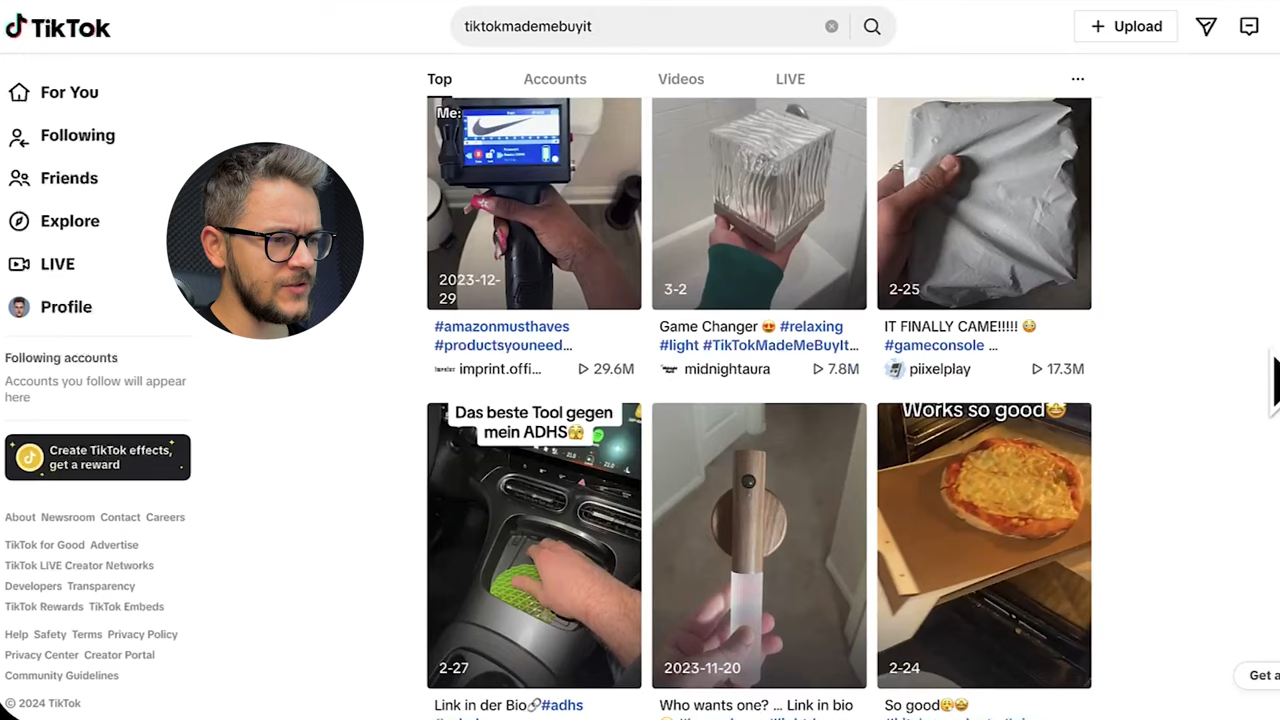 TikTok
tiktokmademebuyit
Upload
For You
Following
Friends
Explore
LIVE
Profile
Following accounts
Accounts you follow will appear
here
Create TikTok effects,
get a reward
About Newsroom Contact Careers
TikTok for Good Advertise
TikTok LIVE Creator Networks
Developers Transparency
TikTok Rewards TikTok Embeds
Help Safety Terms Privacy Policy
Privacy Center Creator Portal
Community Guidelines
© 2024 TikTok
Top Accounts Videos LIVE
Me:
2023-12-
29
#amazonmusthaves
#productsyouneed...
imprint.offi... 29.6M
3-2
Game Changer 😍 #relaxing
#light #TikTokMadeMeBuyIt...
midnightaura 7.8M
2-25
IT FINALLY CAME!!!!! 😳
#gameconsole ...
piixelplay 17.3M
Das beste Tool gegen
mein ADHS🫣
2-27
Link in der Bio🔗#adhs
2023-11-20
Who wants one? ... Link in bio
Works so good🤩
2-24
So good😮‍💨🤩
Get a